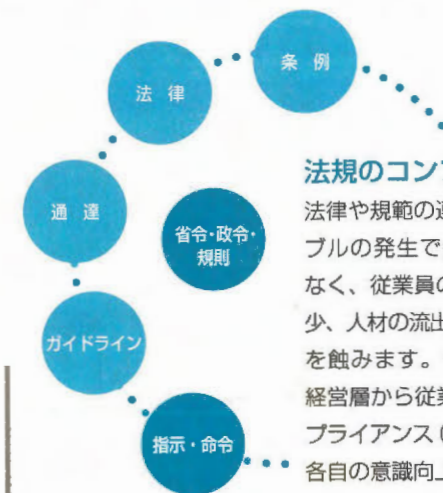 条 例
法 律
通 達
省令・政令・
規則
ガイドライン
指示・命令
法規のコンプ
法律や規範の違
ブルの発生で
なく、従業員の
少、人材の流出
を蝕みます。
経営層から従業
プライアンス(
各自の意識向上